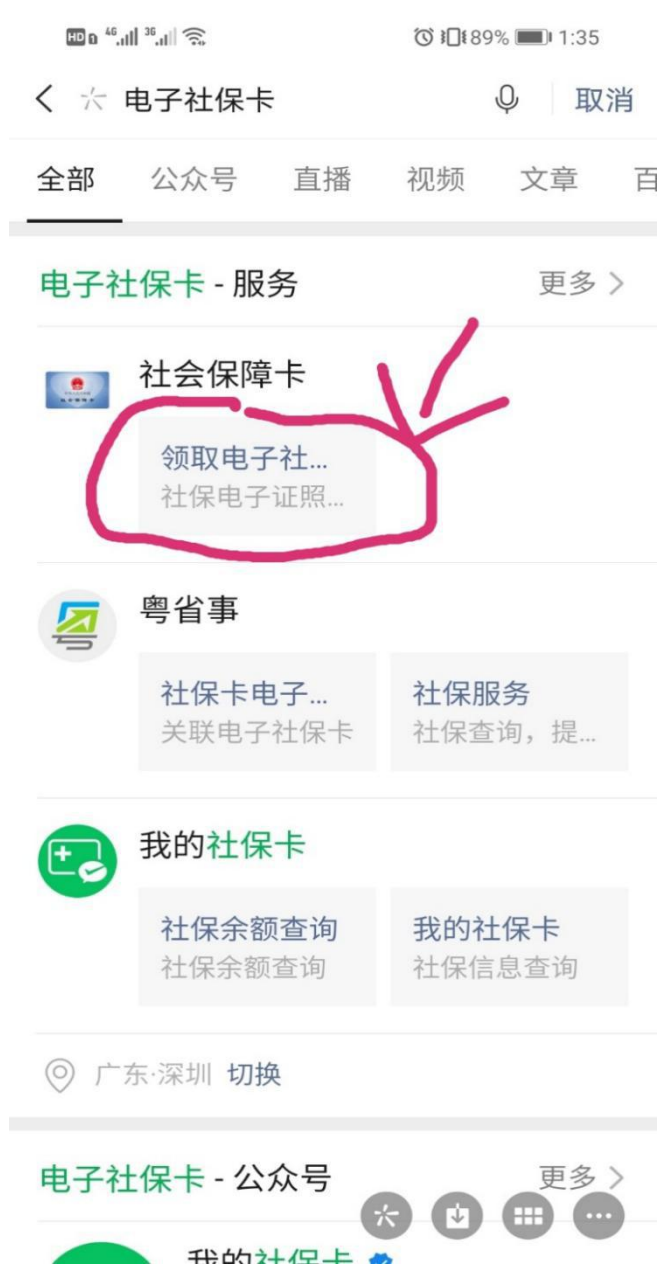 HD 4G 3G 89% 1:35
电子社保卡 取消
全部 公众号 直播 视频 文章
电子社保卡 - 服务 更多
社会保障卡
领取电子社...
社保电子证照...
粤省事
社保卡电子... 社保服务
关联电子社保卡 社保查询，提...
我的社保卡
社保余额查询 我的社保卡
社保余额查询 社保信息查询
广东·深圳 切换
电子社保卡 - 公众号 更多
我的社保卡